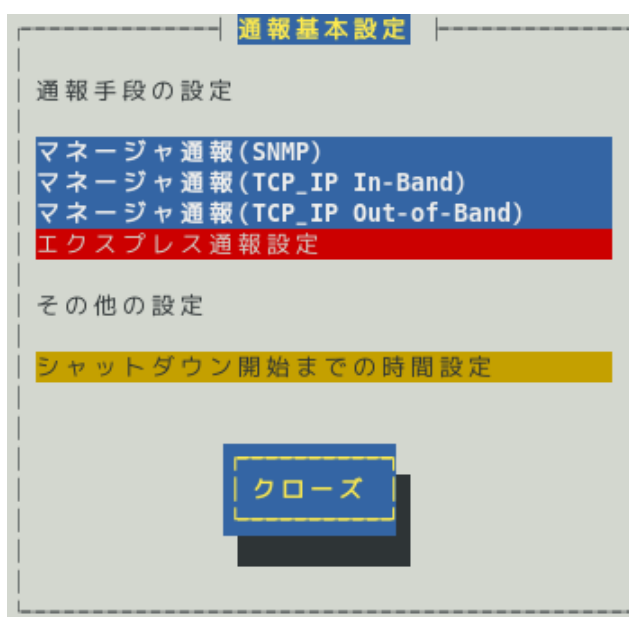 通報基本設定
通報手段の設定
マネージャ通報(SNMP)
マネージャ通報(TCP_IP In-Band)
マネージャ通報(TCP_IP Out-of-Band)
エクスプレス通報設定
その他の設定
シャットダウン開始までの時間設定
クローズ